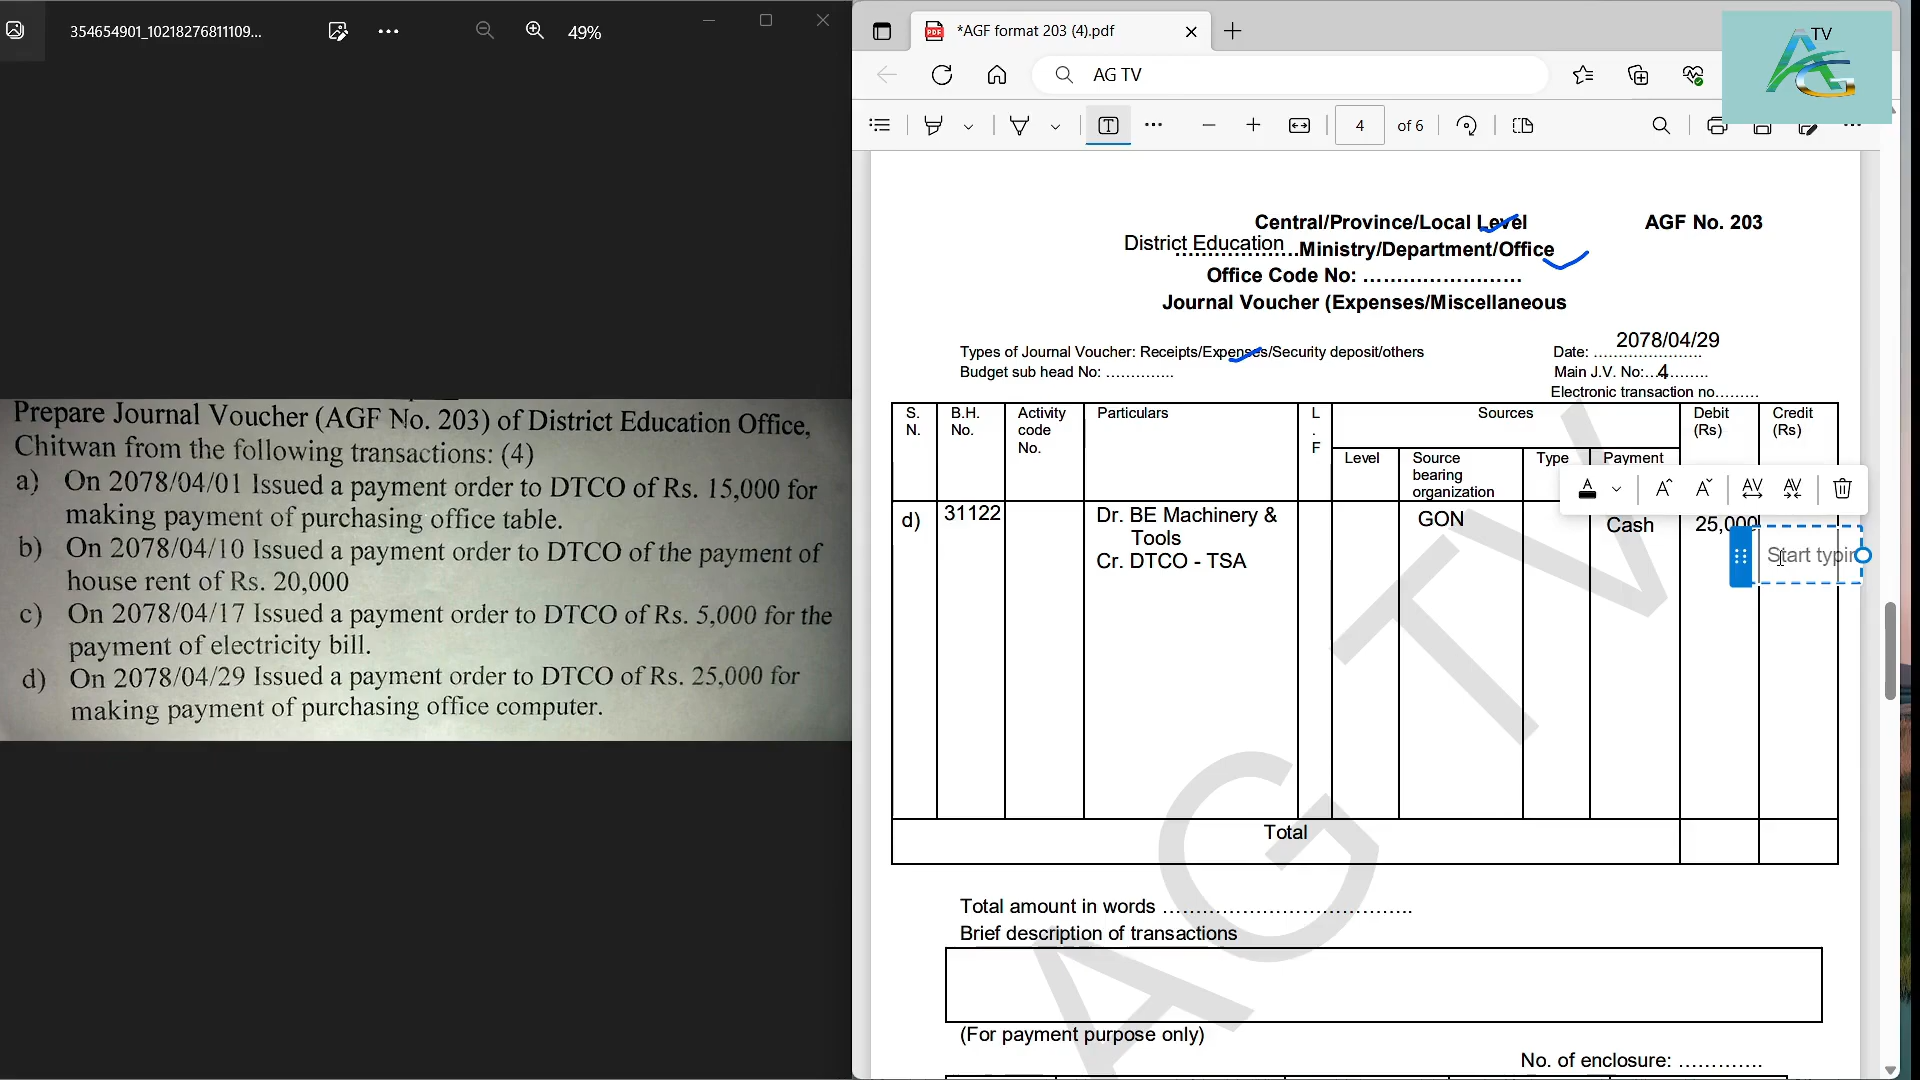 354654901_10218276811109...
49%
*AGF format 203 (4).pdf
AG TV
4 of 6
TV
AG
Prepare Journal Voucher (AGF No. 203) of District Education Office,
Chitwan from the following transactions: (4)
a) On 2078/04/01 Issued a payment order to DTCO of Rs. 15,000 for
making payment of purchasing office table.
b) On 2078/04/10 Issued a payment order to DTCO of the payment of
house rent of Rs. 20,000
c) On 2078/04/17 Issued a payment order to DTCO of Rs. 5,000 for the
payment of electricity bill.
d) On 2078/04/29 Issued a payment order to DTCO of Rs. 25,000 for
making payment of purchasing office computer.
Central/Province/Local Level AGF No. 203
District Education ....................Ministry/Department/Office
Office Code No: ........................
Journal Voucher (Expenses/Miscellaneous
Types of Journal Voucher: Receipts/Expenses/Security deposit/others
Budget sub head No: ..............
2078/04/29
Date: ......................
Main J.V. No:...4........
Electronic transaction no.........
S. N. B.H. No. Activity code No. Particulars L . F Sources Debit (Rs) Credit (Rs)
Level Source bearing organization Type Payment
d) 31122 Dr. BE Machinery & GON Cash 25,000
Tools
Cr. DTCO - TSA
Start typin
Total
Total amount in words ......................................
Brief description of transactions
(For payment purpose only)
No. of enclosure: .............
AG TV